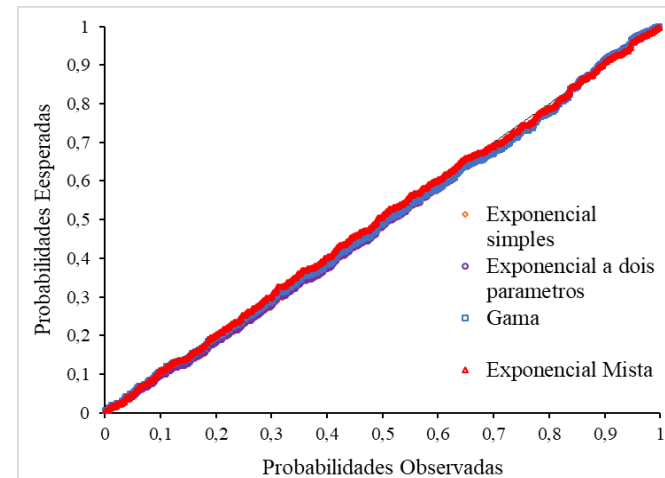 Probabilidades Eesperadas
1
0,9
0,8
0,7
0,6
0,5
0,4
0,3
0,2
0,1
0
Exponencial
simples
Exponencial a dois
parametros
Gama
Exponencial Mista
0 0,1 0,2 0,3 0,4 0,5 0,6 0,7 0,8 0,9 1
Probabilidades Observadas